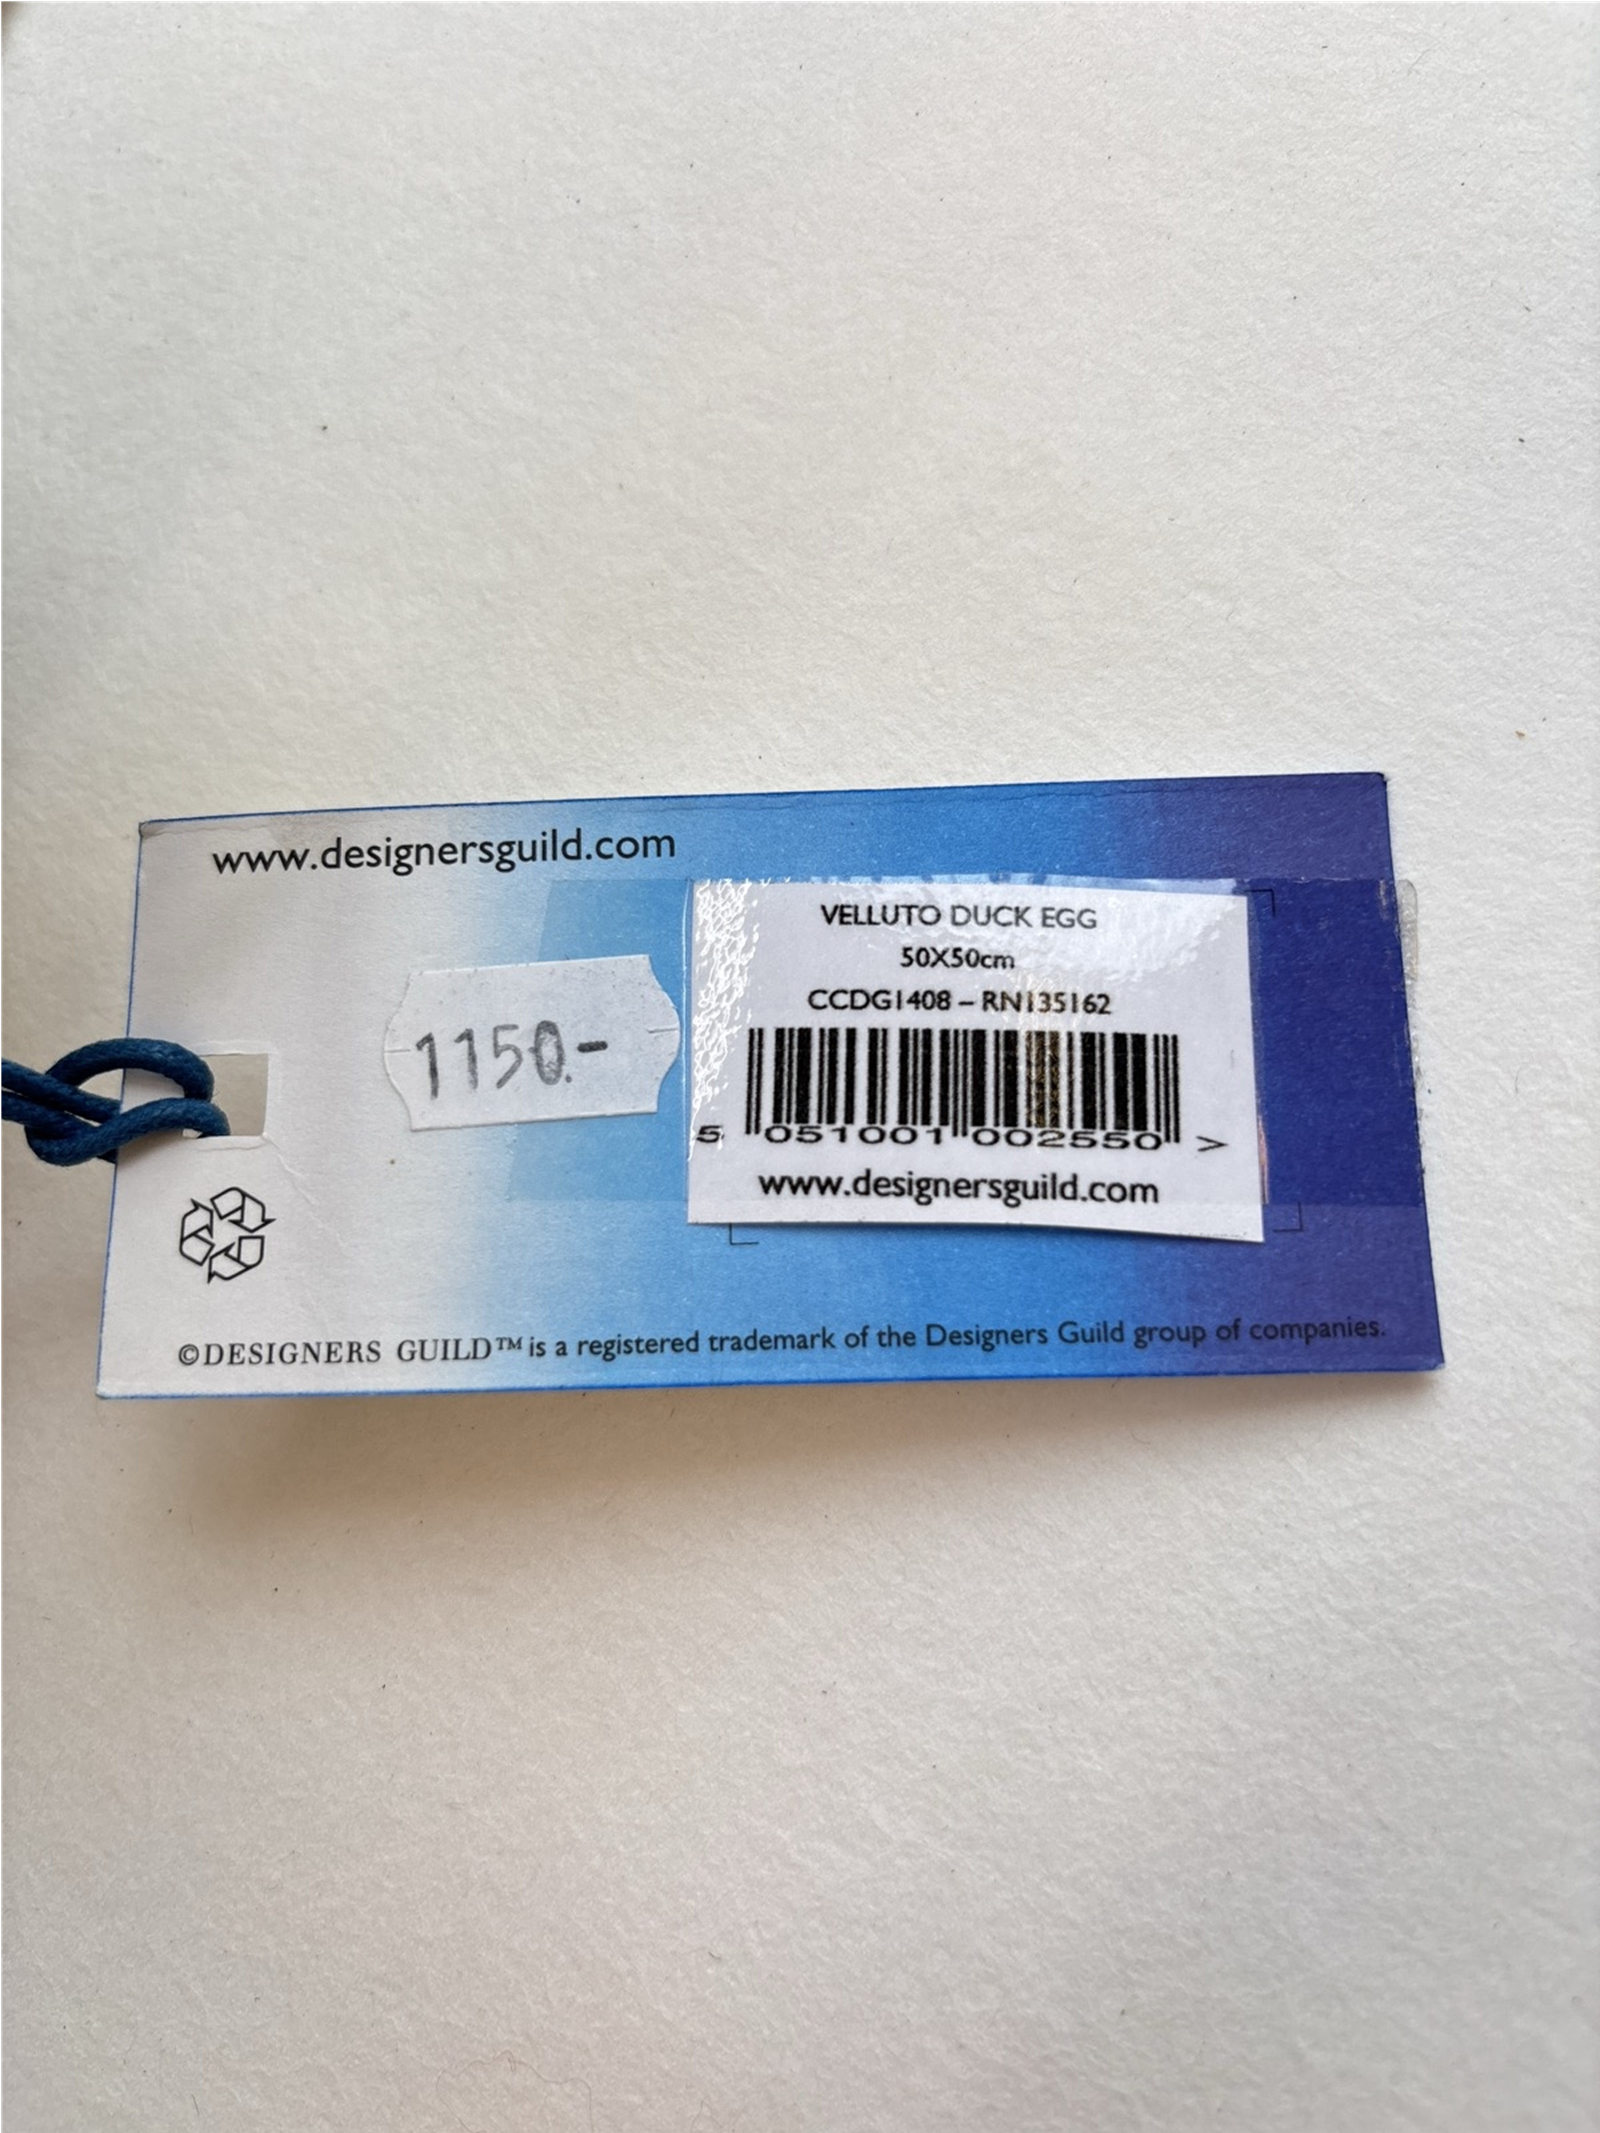 www.designersguild.com
VELLUTO DUCK EGG
50X50cm
CCDG1408 – RN135162
1150.-
5 051001 002550 >
www.designersguild.com
©DESIGNERS GUILD™ is a registered trademark of the Designers Guild group of companies.